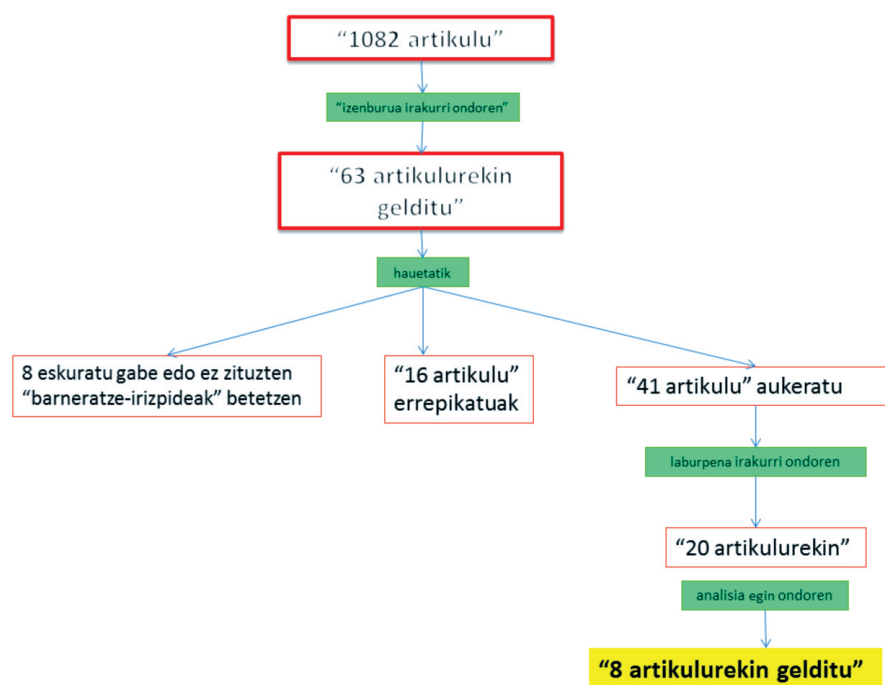 “1082 artikulu”
“izenburua irakurri ondoren”
“63 artikulurekin
gelditu”
hauetatik
8 eskuratu gabe edo ez zituzten
“barneratze-irizpideak” betetzen
“16 artikulu”
errepikatuak
“41 artikulu” aukeratu
laburpena irakurri ondoren
“20 artikulurekin”
analisia egin ondoren
“8 artikulurekin gelditu”